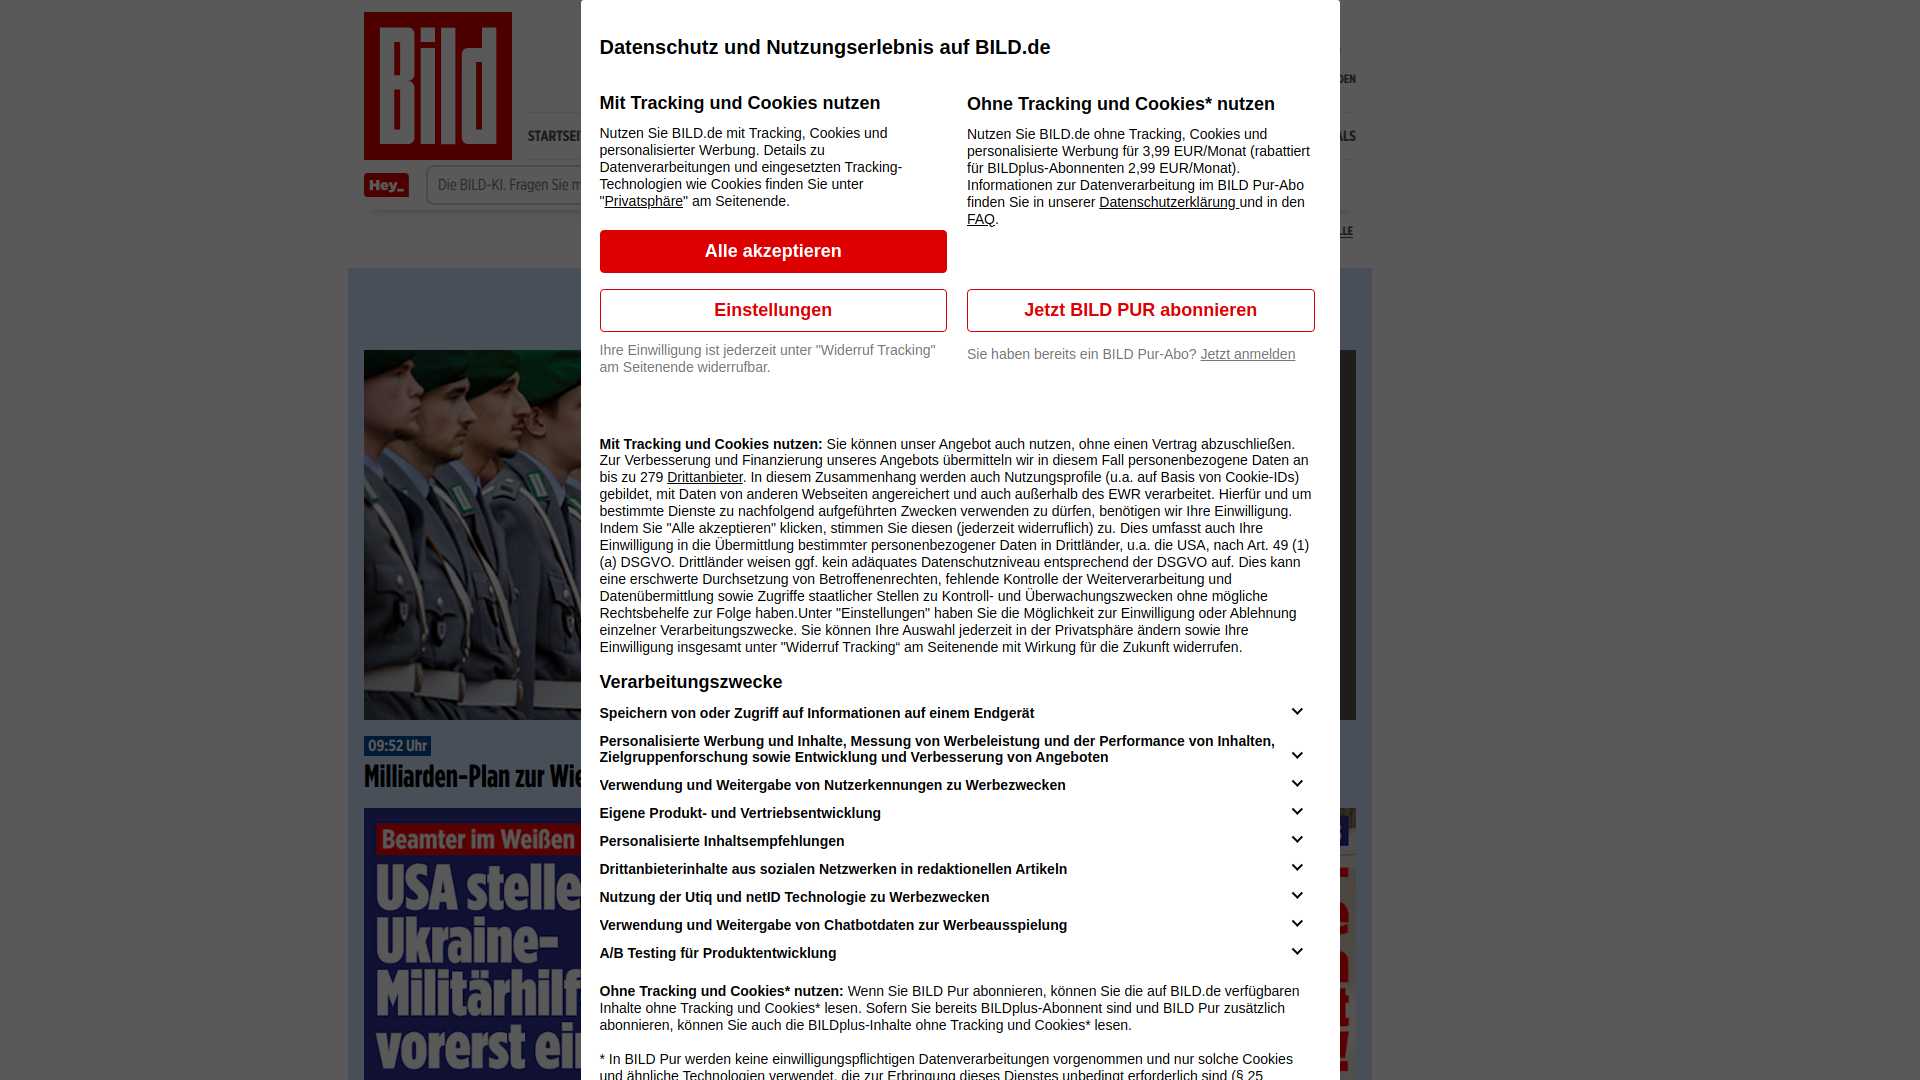 Bild
DEN
STARTSEI
ALS
Hey_
Die BILD-KI. Fragen Sie m
LLE
Datenschutz und Nutzungserlebnis auf BILD.de
Mit Tracking und Cookies nutzen
Nutzen Sie BILD.de mit Tracking, Cookies und
personalisierter Werbung. Details zu
Datenverarbeitungen und eingesetzten Tracking-
Technologien wie Cookies finden Sie unter
"Privatsphäre" am Seitenende.
Alle akzeptieren
Einstellungen
Ihre Einwilligung ist jederzeit unter "Widerruf Tracking"
am Seitenende widerrufbar.
Ohne Tracking und Cookies* nutzen
Nutzen Sie BILD.de ohne Tracking, Cookies und
personalisierte Werbung für 3,99 EUR/Monat (rabattiert
für BILDplus-Abonnenten 2,99 EUR/Monat).
Informationen zur Datenverarbeitung im BILD Pur-Abo
finden Sie in unserer Datenschutzerklärung und in den
FAQ.
Jetzt BILD PUR abonnieren
Sie haben bereits ein BILD Pur-Abo? Jetzt anmelden
Mit Tracking und Cookies nutzen: Sie können unser Angebot auch nutzen, ohne einen Vertrag abzuschließen.
Zur Verbesserung und Finanzierung unseres Angebots übermitteln wir in diesem Fall personenbezogene Daten an
bis zu 279 Drittanbieter. In diesem Zusammenhang werden auch Nutzungsprofile (u.a. auf Basis von Cookie-IDs)
gebildet, mit Daten von anderen Webseiten angereichert und auch außerhalb des EWR verarbeitet. Hierfür und um
bestimmte Dienste zu nachfolgend aufgeführten Zwecken verwenden zu dürfen, benötigen wir Ihre Einwilligung.
Indem Sie "Alle akzeptieren" klicken, stimmen Sie diesen (jederzeit widerruflich) zu. Dies umfasst auch Ihre
Einwilligung in die Übermittlung bestimmter personenbezogener Daten in Drittländer, u.a. die USA, nach Art. 49 (1)
(a) DSGVO. Drittländer weisen ggf. kein adäquates Datenschutzniveau entsprechend der DSGVO auf. Dies kann
eine erschwerte Durchsetzung von Betroffenenrechten, fehlende Kontrolle der Weiterverarbeitung und
Datenübermittlung sowie Zugriffe staatlicher Stellen zu Kontroll- und Überwachungszwecken ohne mögliche
Rechtsbehelfe zur Folge haben.Unter "Einstellungen" haben Sie die Möglichkeit zur Einwilligung oder Ablehnung
einzelner Verarbeitungszwecke. Sie können Ihre Auswahl jederzeit in der Privatsphäre ändern sowie Ihre
Einwilligung insgesamt unter "Widerruf Tracking“ am Seitenende mit Wirkung für die Zukunft widerrufen.
Verarbeitungszwecke
Speichern von oder Zugriff auf Informationen auf einem Endgerät
Personalisierte Werbung und Inhalte, Messung von Werbeleistung und der Performance von Inhalten,
Zielgruppenforschung sowie Entwicklung und Verbesserung von Angeboten
Verwendung und Weitergabe von Nutzerkennungen zu Werbezwecken
Eigene Produkt- und Vertriebsentwicklung
Personalisierte Inhaltsempfehlungen
Drittanbieterinhalte aus sozialen Netzwerken in redaktionellen Artikeln
Nutzung der Utiq und netID Technologie zu Werbezwecken
Verwendung und Weitergabe von Chatbotdaten zur Werbeausspielung
A/B Testing für Produktentwicklung
Ohne Tracking und Cookies* nutzen: Wenn Sie BILD Pur abonnieren, können Sie die auf BILD.de verfügbaren
Inhalte ohne Tracking und Cookies* lesen. Sofern Sie bereits BILDplus-Abonnent sind und BILD Pur zusätzlich
abonnieren, können Sie auch die BILDplus-Inhalte ohne Tracking und Cookies* lesen.
* In BILD Pur werden keine einwilligungspflichtigen Datenverarbeitungen vorgenommen und nur solche Cookies
und ähnliche Technologien verwendet, die zur Erbringung dieses Dienstes unbedingt erforderlich sind (§ 25
09:52 Uhr
Milliarden-Plan zur Wie
Beamter im Weißen
USA stelle
Ukraine-
Militärhilf
vorerst ei